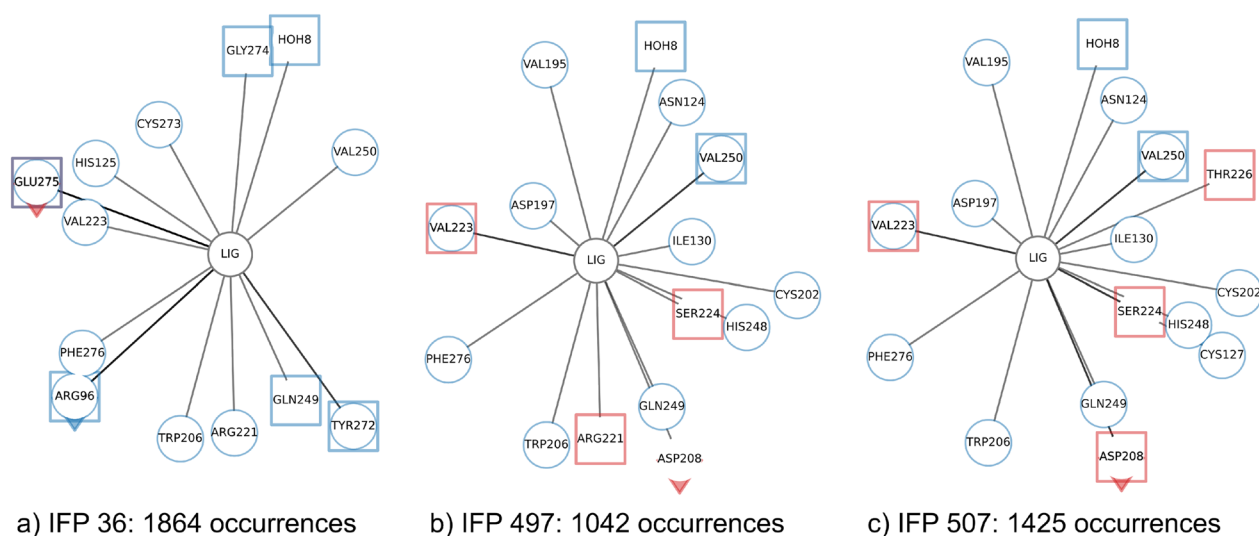 GLY274
HOH8
CYS273
HIS125
VAL250
GLU275
VAL223
LIG
PHE276
ARG96
GLN249
TRP206
ARG221
TYR272
a) IFP 36: 1864 occurrences
HOH8
VAL195
ASN124
VAL250
ASP197
VAL223
ILE130
LIG
CYS202
SER224
HIS248
PHE276
GLN249
TRP206
ARG221
ASP208
b) IFP 497: 1042 occurrences
HOH8
VAL195
ASN124
VAL250
THR226
ASP197
VAL223
ILE130
LIG
CYS202
SER224
HIS248
CYS127
PHE276
GLN249
TRP206
ASP208
c) IFP 507: 1425 occurrences